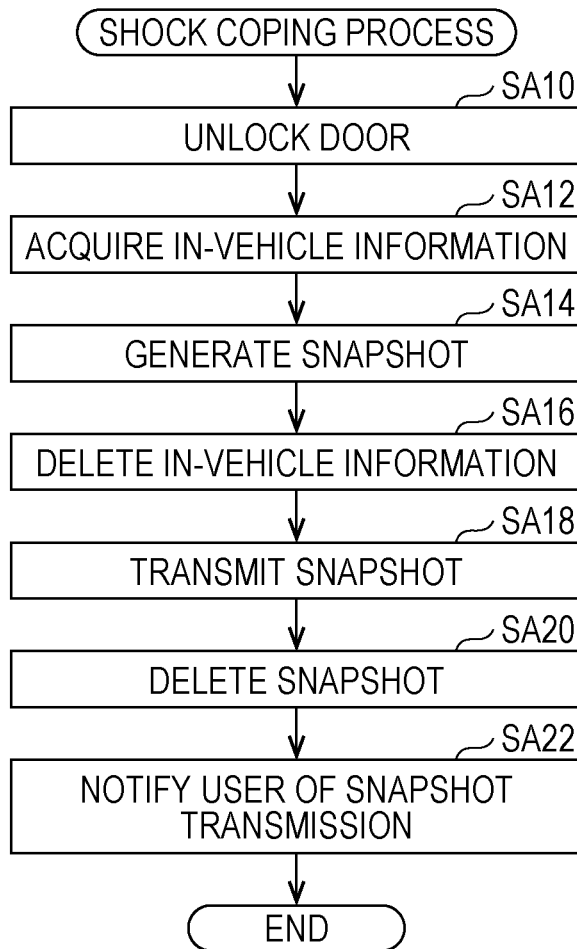 SHOCK COPING PROCESS
SA10
UNLOCK DOOR
SA12
ACQUIRE IN-VEHICLE INFORMATION
SA14
GENERATE SNAPSHOT
SA16
DELETE IN-VEHICLE INFORMATION
SA18
TRANSMIT SNAPSHOT
SA20
DELETE SNAPSHOT
SA22
NOTIFY USER OF SNAPSHOT
TRANSMISSION
END